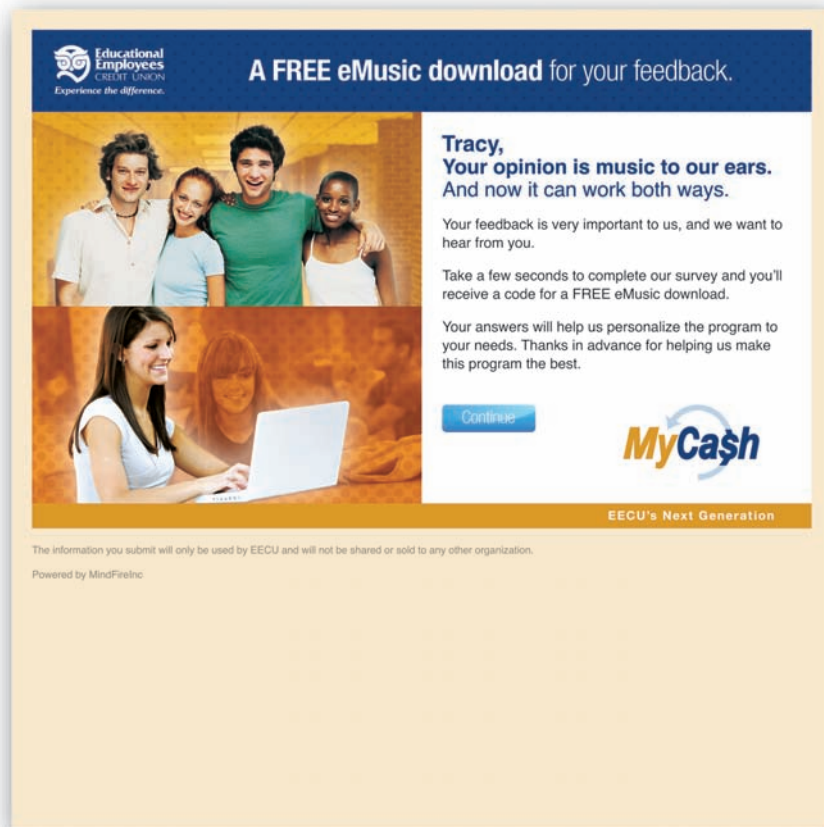 Educational
Employees
CREDIT UNION
Experience the difference.
A FREE eMusic download for your feedback.
Tracy,
Your opinion is music to our ears.
And now it can work both ways.
Your feedback is very important to us, and we want to
hear from you.
Take a few seconds to complete our survey and you'll
receive a code for a FREE eMusic download.
Your answers will help us personalize the program to
your needs. Thanks in advance for helping us make
this program the best.
Continue
MyCa$h
EECU's Next Generation
The information you submit will only be used by EECU and will not be shared or sold to any other organization.
Powered by MindFireInc